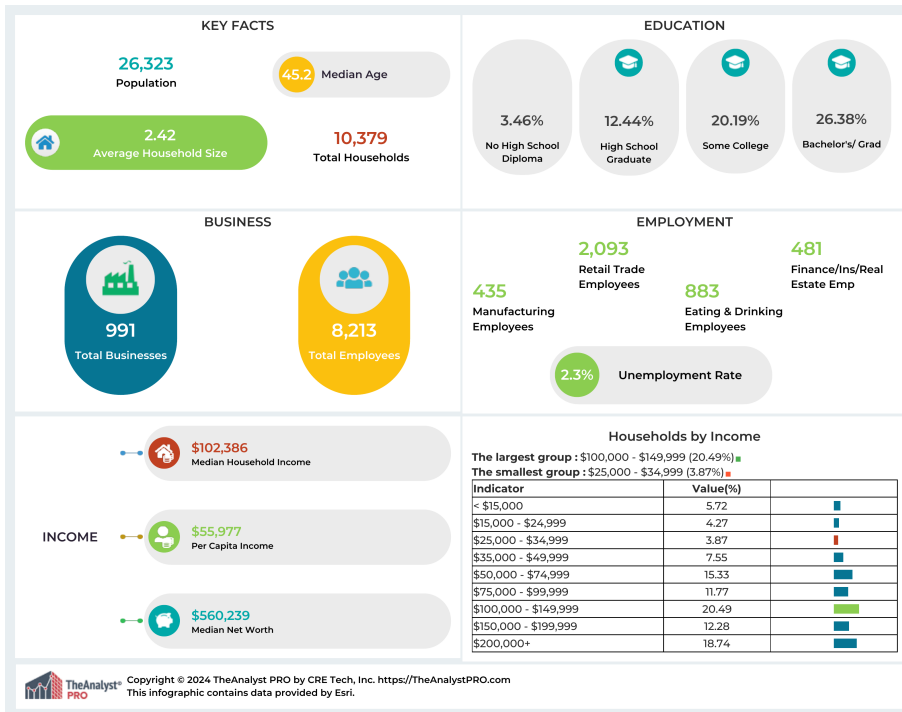 KEY FACTS
26,323
Population
45.2 Median Age
2.42
Average Household Size
10,379
Total Households
EDUCATION
3.46%
No High School
Diploma
12.44%
High School
Graduate
20.19%
Some College
26.38%
Bachelor's/ Grad
BUSINESS
991
Total Businesses
8,213
Total Employees
EMPLOYMENT
435
Manufacturing
Employees
2,093
Retail Trade
Employees
883
Eating & Drinking
Employees
481
Finance/Ins/Real
Estate Emp
2.3% Unemployment Rate
INCOME
$102,386
Median Household Income
$55,977
Per Capita Income
$560,239
Median Net Worth
Households by Income
The largest group : $100,000 - $149,999 (20.49%)
The smallest group : $25,000 - $34,999 (3.87%)
Indicator Value(%)
< $15,000 5.72
$15,000 - $24,999 4.27
$25,000 - $34,999 3.87
$35,000 - $49,999 7.55
$50,000 - $74,999 15.33
$75,000 - $99,999 11.77
$100,000 - $149,999 20.49
$150,000 - $199,999 12.28
$200,000+ 18.74
TheAnalyst®
PRO
Copyright © 2024 TheAnalyst PRO by CRE Tech, Inc. https://TheAnalystPRO.com
This infographic contains data provided by Esri.